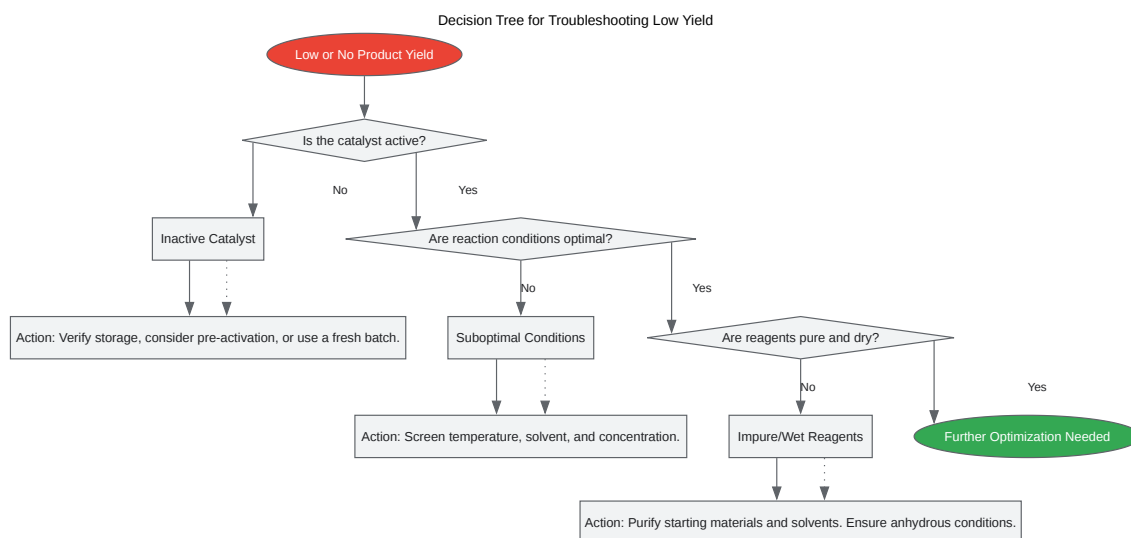 Decision Tree for Troubleshooting Low Yield
Low or No Product Yield
Is the catalyst active?
No
Yes
Inactive Catalyst
Are reaction conditions optimal?
No
Yes
Action: Verify storage, consider pre-activation, or use a fresh batch.
Suboptimal Conditions
Are reagents pure and dry?
No
Yes
Action: Screen temperature, solvent, and concentration.
Impure/Wet Reagents
Further Optimization Needed
Action: Purify starting materials and solvents. Ensure anhydrous conditions.